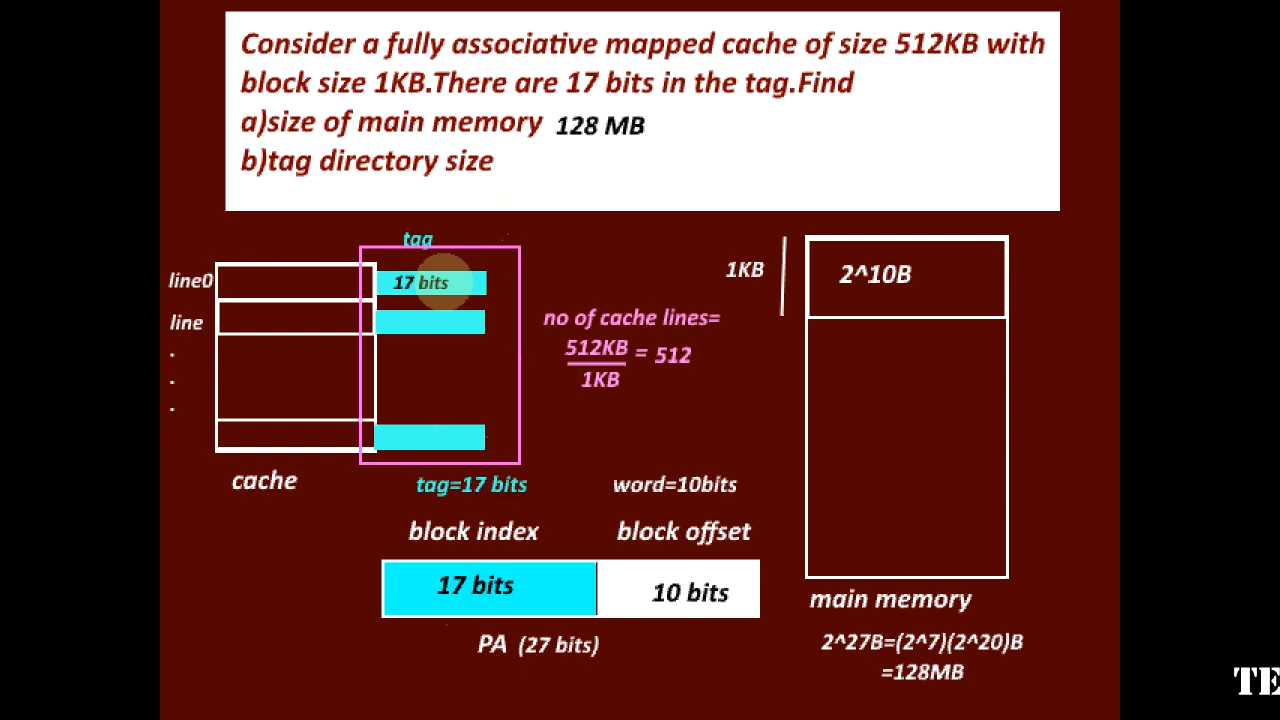 Consider a fully associative mapped cache of size 512KB with
block size 1KB.There are 17 bits in the tag.Find
a)size of main memory 128 MB
b)tag directory size
tag
line0
17 bits
line
.
.
.
cache
no of cache lines=
512KB
1KB
= 512
1KB
2^10B
tag=17 bits
word=10bits
block index
block offset
17 bits
10 bits
PA (27 bits)
main memory
2^27B=(2^7)(2^20)B
=128MB
TE